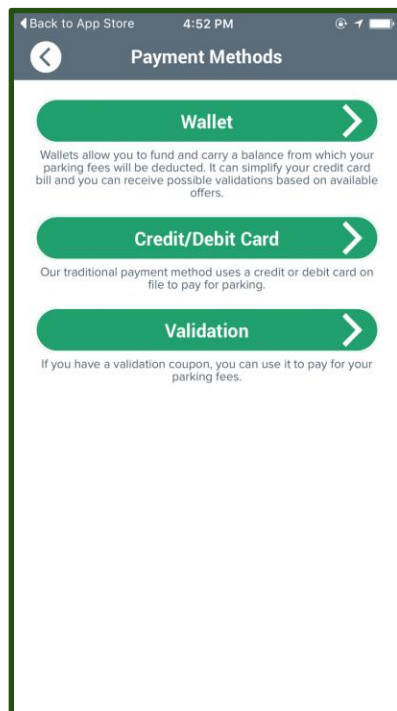 Back to App Store 4:52 PM
Payment Methods
Wallet
Wallets allow you to fund and carry a balance from which your
parking fees will be deducted. It can simplify your credit card
bill and you can receive possible validations based on available
offers.
Credit/Debit Card
Our traditional payment method uses a credit or debit card on
file to pay for parking.
Validation
If you have a validation coupon, you can use it to pay for your
parking fees.